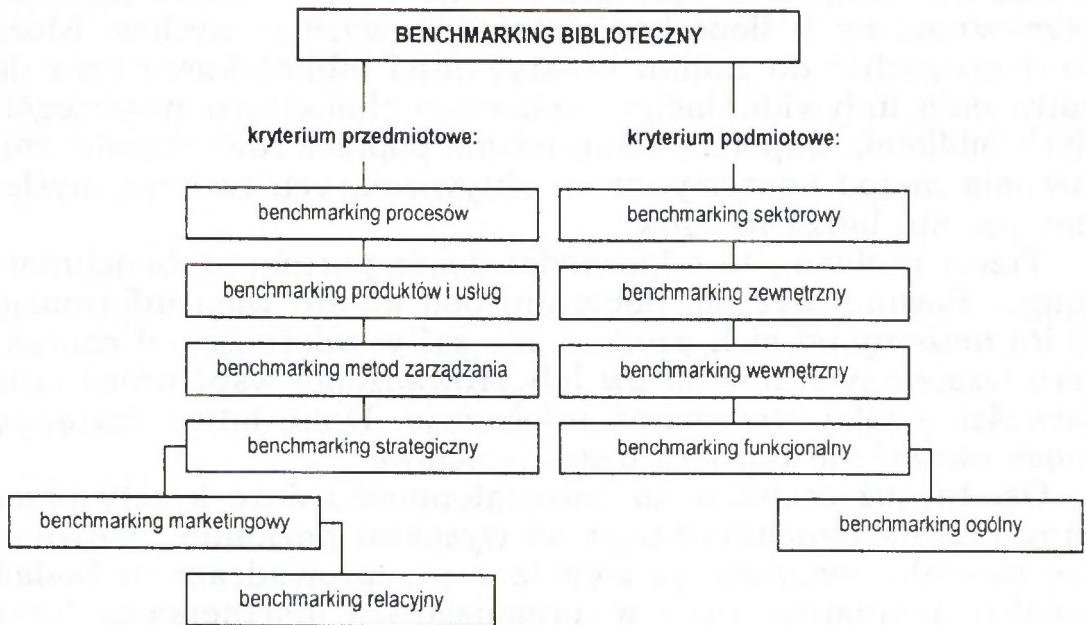 BENCHMARKING BIBLIOTECZNY
kryterium przedmiotowe:
kryterium podmiotowe:
benchmarking procesów
benchmarking sektorowy
benchmarking produktów i usług
benchmarking zewnętrzny
benchmarking metod zarządzania
benchmarking wewnętrzny
benchmarking strategiczny
benchmarking funkcjonalny
benchmarking marketingowy
benchmarking ogólny
benchmarking relacyjny